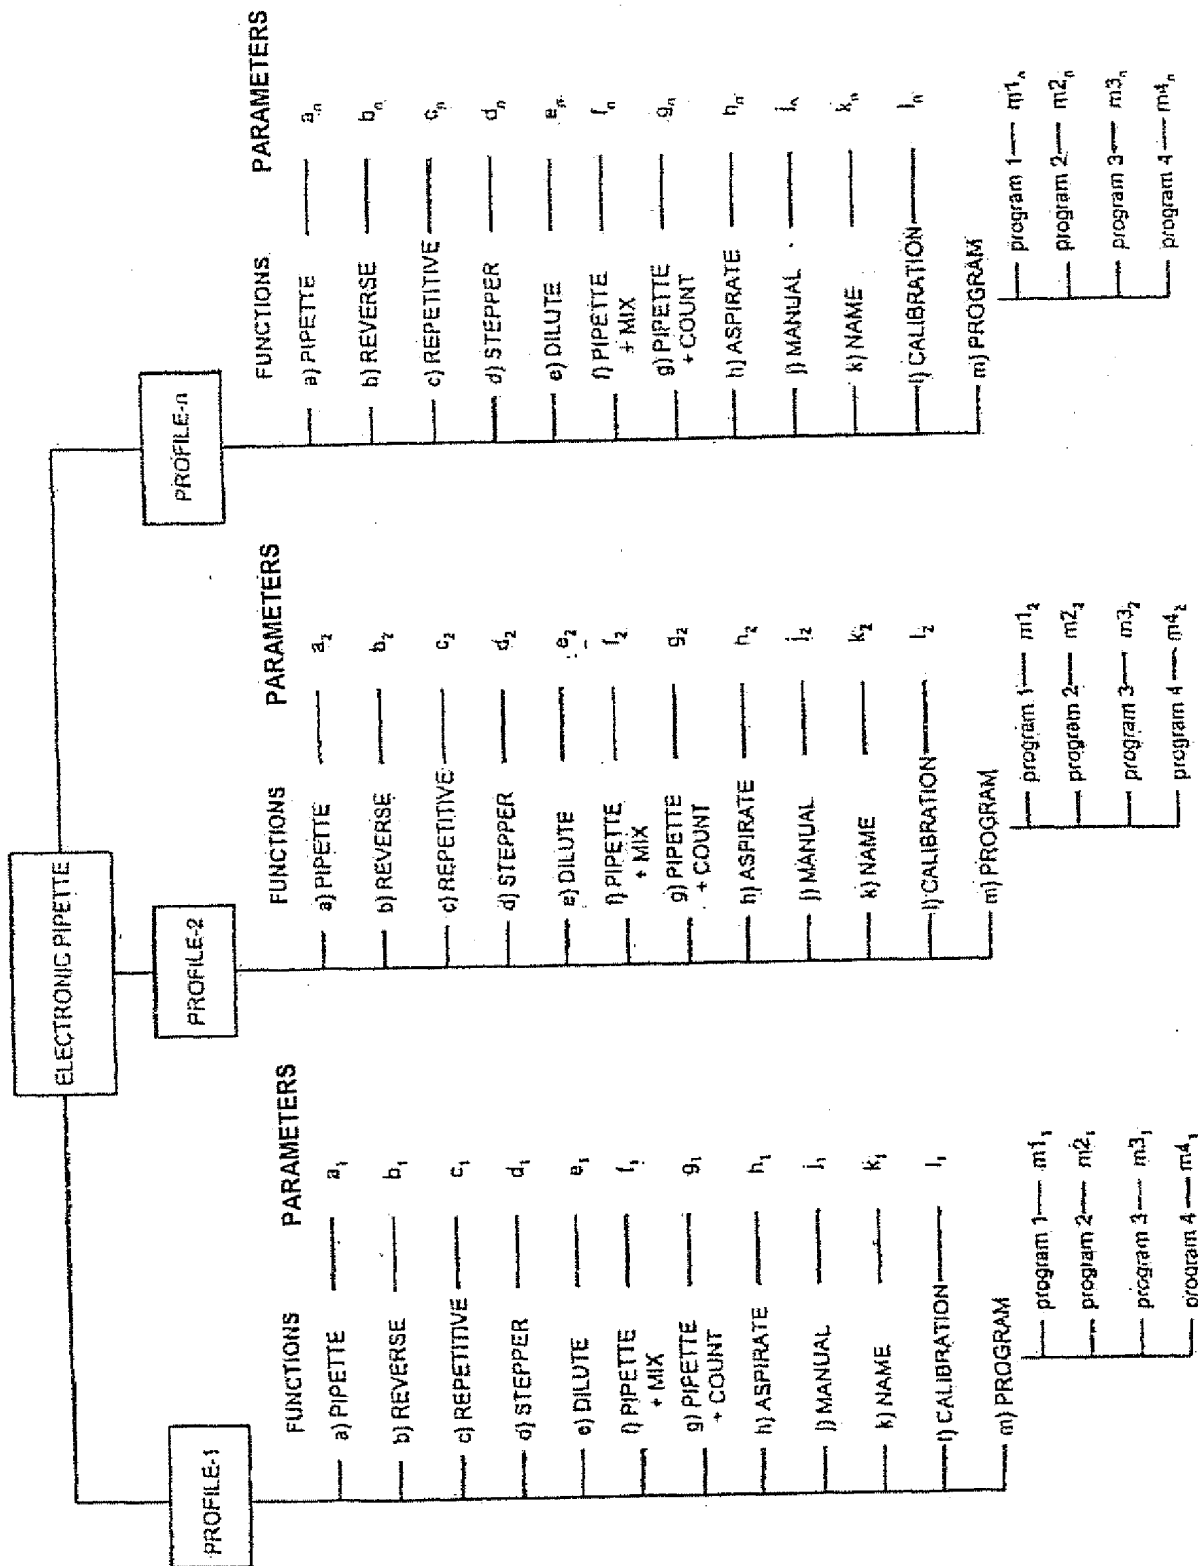 ELECTRONIC PIPETTE
PROFILE-1
FUNCTIONS PARAMETERS
a) PIPETTE a₁
b) REVERSE b₁
c) REPETITIVE c₁
d) STEPPER d₁
e) DILUTE e₁
f) PIPETTE f₁
+ MIX
g) PIPETTE g₁
+ COUNT
h) ASPIRATE h₁
j) MANUAL j₁
k) NAME k₁
l) CALIBRATION l₁
m) PROGRAM
program 1 m1₁
program 2 m2₁
program 3 m3₁
program 4 m4₁
PROFILE-2
FUNCTIONS PARAMETERS
a) PIPETTE a₂
b) REVERSE b₂
c) REPETITIVE c₂
d) STEPPER d₂
e) DILUTE e₂
f) PIPETTE f₂
+ MIX
g) PIPETTE g₂
+ COUNT
h) ASPIRATE h₂
j) MANUAL j₂
k) NAME k₂
l) CALIBRATION l₂
m) PROGRAM
program 1 m1₂
program 2 m2₂
program 3 m3₂
program 4 m4₂
PROFILE-n
FUNCTIONS PARAMETERS
a) PIPETTE aₙ
b) REVERSE bₙ
c) REPETITIVE cₙ
d) STEPPER dₙ
e) DILUTE eₙ
f) PIPETTE fₙ
+ MIX
g) PIPETTE gₙ
+ COUNT
h) ASPIRATE hₙ
j) MANUAL jₙ
k) NAME kₙ
l) CALIBRATION lₙ
m) PROGRAM
program 1 m1ₙ
program 2 m2ₙ
program 3 m3ₙ
program 4 m4ₙ